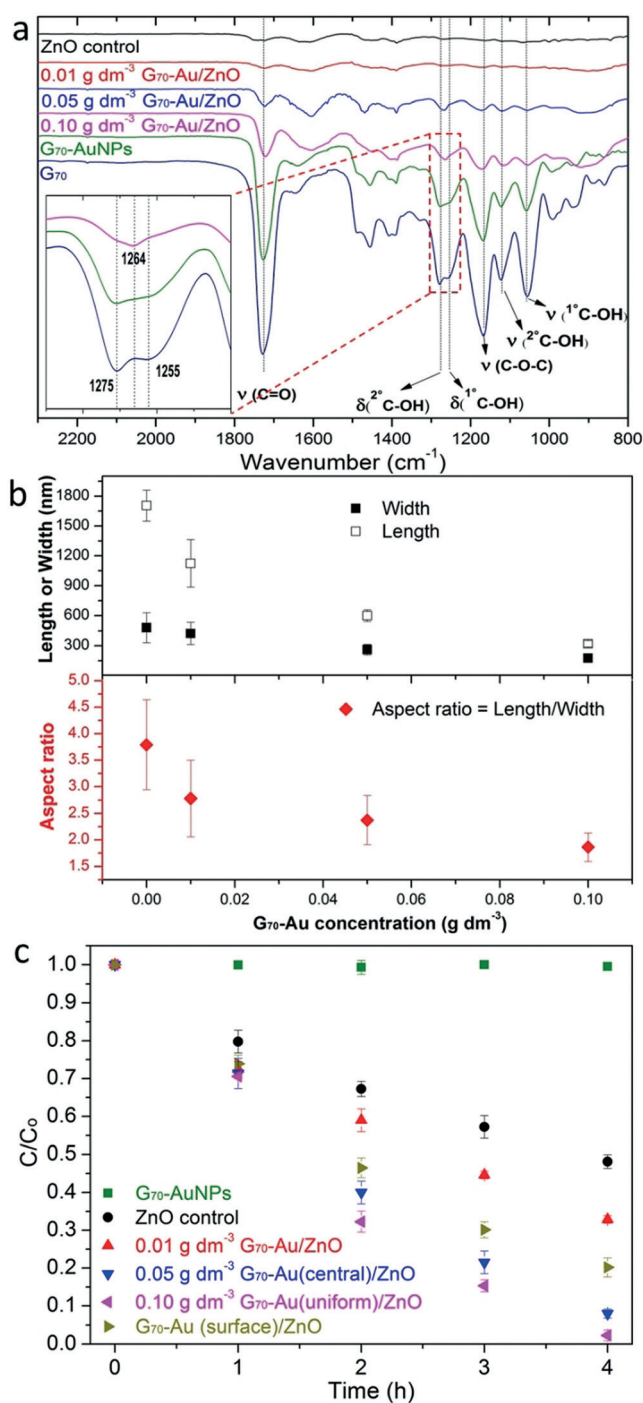 a
ZnO control
0.01 g dm⁻³ G₇₀-Au/ZnO
0.05 g dm⁻³ G₇₀-Au/ZnO
0.10 g dm⁻³ G₇₀-Au/ZnO
G₇₀-AuNPs
G₇₀
1264
1275
1255
ν (C=O)
δ(²°C-OH)
δ(¹°C-OH)
ν (C-O-C)
ν (²°C-OH)
ν (¹°C-OH)
2200 2000 1800 1600 1400 1200 1000 800
Wavenumber (cm⁻¹)
b
Length or Width (nm)
1800
1500
1200
900
600
300
Width
Length
Aspect ratio
5.0
4.5
4.0
3.5
3.0
2.5
2.0
1.5
Aspect ratio = Length/Width
0.00 0.02 0.04 0.06 0.08 0.10
G₇₀-Au concentration (g dm⁻³)
c
C/C₀
1.0
0.9
0.8
0.7
0.6
0.5
0.4
0.3
0.2
0.1
0.0
G₇₀-AuNPs
ZnO control
0.01 g dm⁻³ G₇₀-Au/ZnO
0.05 g dm⁻³ G₇₀-Au(central)/ZnO
0.10 g dm⁻³ G₇₀-Au(uniform)/ZnO
G₇₀-Au (surface)/ZnO
0 1 2 3 4
Time (h)